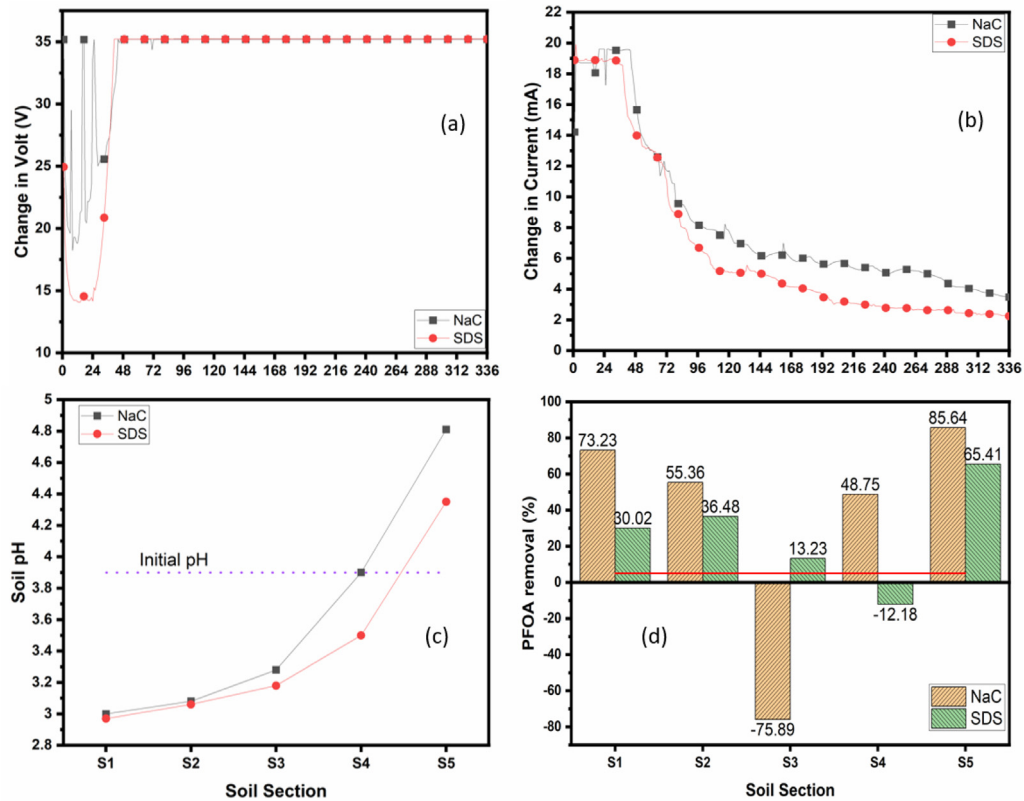 Change in Volt (V)
35
30
25
20
15
10
(a)
NaC
SDS
0 24 48 72 96 120 144 168 192 216 240 264 288 312 336
Change in Current (mA)
22
20
18
16
14
12
10
8
6
4
2
0
NaC
SDS
(b)
0 24 48 72 96 120 144 168 192 216 240 264 288 312 336
Soil pH
5
4.8
4.6
4.4
4.2
4
3.8
3.6
3.4
3.2
3
2.8
NaC
SDS
Initial pH
(c)
S1 S2 S3 S4 S5
Soil Section
PFOA removal (%)
100
80
60
40
20
0
-20
-40
-60
-80
73.23
30.02
55.36
36.48
-75.89
13.23
48.75
-12.18
85.64
65.41
(d)
NaC
SDS
S1 S2 S3 S4 S5
Soil Section